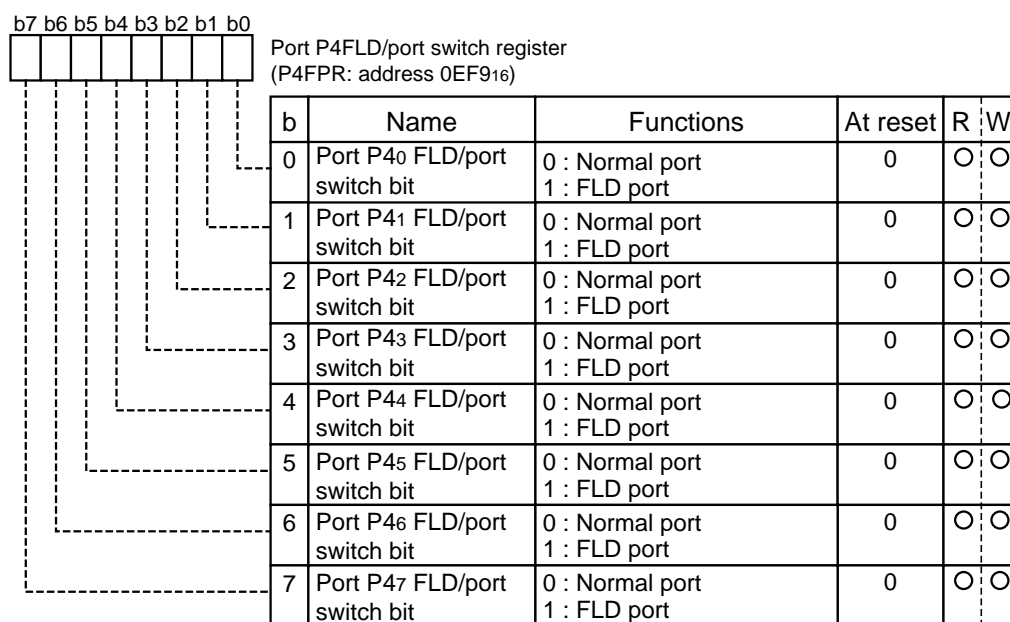 b7 b6 b5 b4 b3 b2 b1 b0
Port P4FLD/port switch register
(P4FPR: address 0EF916)
b Name Functions At reset R W
0 Port P40 FLD/port 0 : Normal port 0 O O
switch bit 1 : FLD port
1 Port P41 FLD/port 0 : Normal port 0 O O
switch bit 1 : FLD port
2 Port P42 FLD/port 0 : Normal port 0 O O
switch bit 1 : FLD port
3 Port P43 FLD/port 0 : Normal port 0 O O
switch bit 1 : FLD port
4 Port P44 FLD/port 0 : Normal port 0 O O
switch bit 1 : FLD port
5 Port P45 FLD/port 0 : Normal port 0 O O
switch bit 1 : FLD port
6 Port P46 FLD/port 0 : Normal port 0 O O
switch bit 1 : FLD port
7 Port P47 FLD/port 0 : Normal port 0 O O
switch bit 1 : FLD port